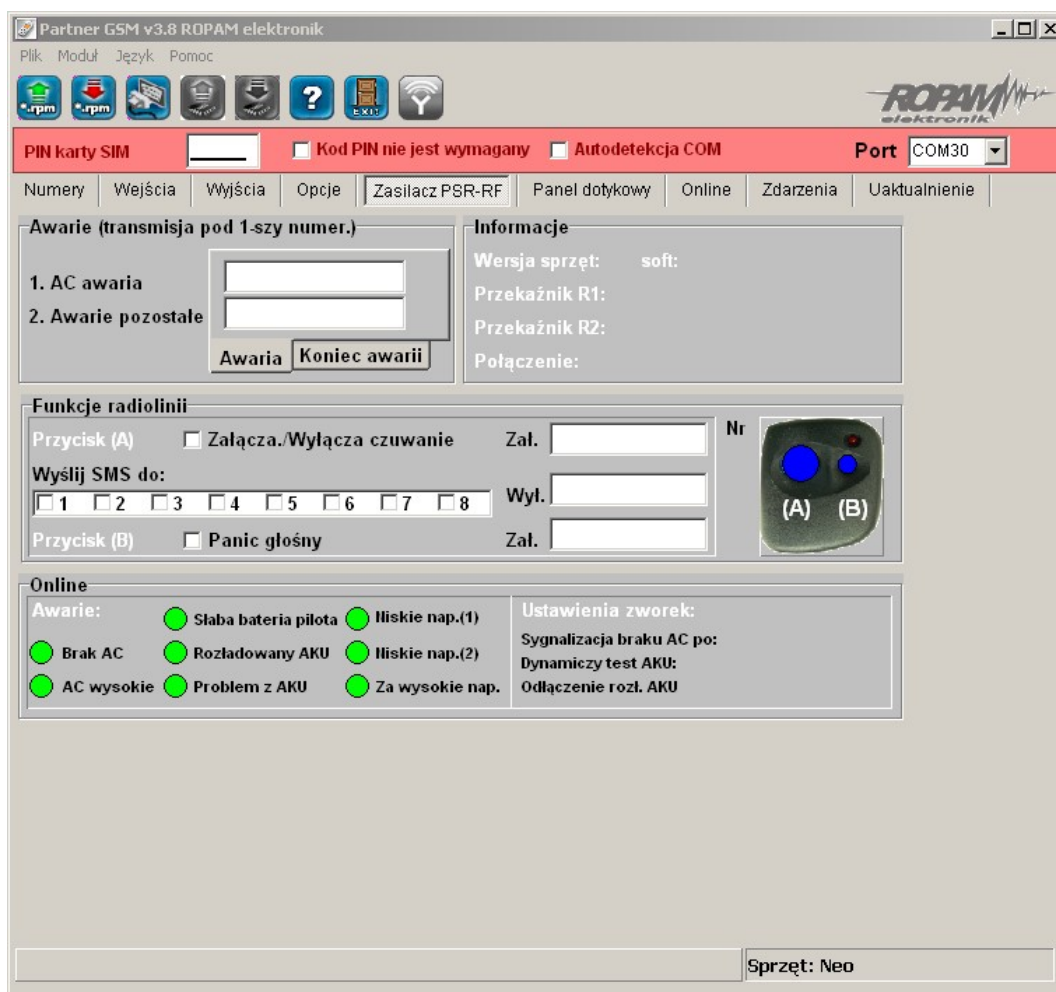 Partner GSM v3.8 ROPAM elektronik
Plik Moduł Język Pomoc
*.rpm *.rpm ? EXIT
ROPAM elektronik
PIN karty SIM Kod PIN nie jest wymagany Autodetekcja COM Port COM30
Numery Wejścia Wyjścia Opcje Zasilacz PSR-RF Panel dotykowy Online Zdarzenia Uaktualnienie
Awarie (transmisja pod 1-szy numer.)
1. AC awaria
2. Awarie pozostałe
Awaria Koniec awarii
Informacje
Wersja sprzęt: soft:
Przekaźnik R1:
Przekaźnik R2:
Połączenie:
Funkcje radiolinii
Przycisk (A) Załącza./Wyłącza czuwanie Zał. Nr
Wyślij SMS do:
1 2 3 4 5 6 7 8 Wył.
Przycisk (B) Panic głośny Zał.
(A) (B)
Online
Awarie: Słaba bateria pilota Niskie nap.(1)
Brak AC Rozładowany AKU Niskie nap.(2)
AC wysokie Problem z AKU Za wysokie nap.
Ustawienia zworek:
Sygnalizacja braku AC po:
Dynamiczy test AKU:
Odłączenie rozł. AKU
Sprzęt: Neo